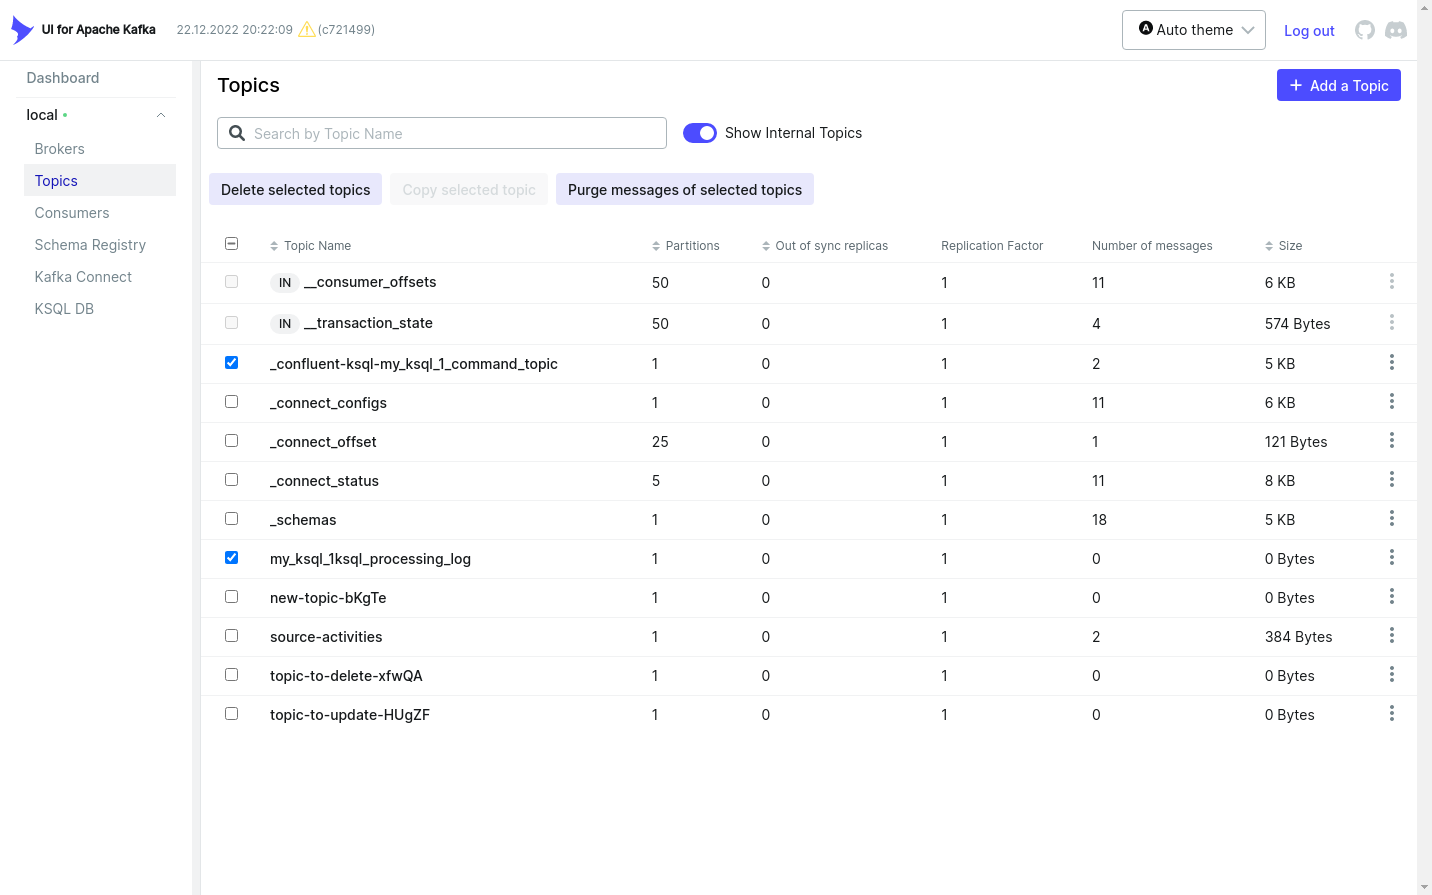 UI for Apache Kafka 22.12.2022 20:22:09 (c721499) A Auto theme Log out
Dashboard
local
Brokers
Topics
Consumers
Schema Registry
Kafka Connect
KSQL DB
Topics
Add a Topic
Search by Topic Name Show Internal Topics
Delete selected topics Copy selected topic Purge messages of selected topics
Topic Name Partitions Out of sync replicas Replication Factor Number of messages Size
IN __consumer_offsets 50 0 1 11 6 KB
IN __transaction_state 50 0 1 4 574 Bytes
_confluent-ksql-my_ksql_1_command_topic 1 0 1 2 5 KB
_connect_configs 1 0 1 11 6 KB
_connect_offset 25 0 1 1 121 Bytes
_connect_status 5 0 1 11 8 KB
_schemas 1 0 1 18 5 KB
my_ksql_1ksql_processing_log 1 0 1 0 0 Bytes
new-topic-bKgTe 1 0 1 0 0 Bytes
source-activities 1 0 1 2 384 Bytes
topic-to-delete-xfwQA 1 0 1 0 0 Bytes
topic-to-update-HUgZF 1 0 1 0 0 Bytes